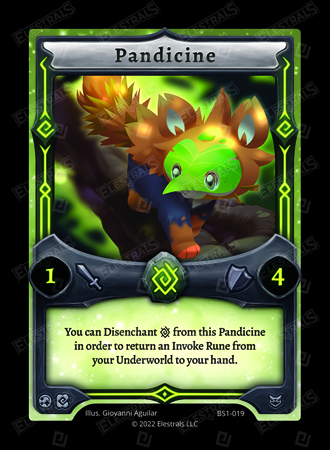 Pandicine
1
4
You can Disenchant from this Pandicine
in order to return an Invoke Rune from
your Underworld to your hand.
Illus. Giovanni Aguilar
BS1-019
© 2022 Elestrals LLC
ELESTRALS